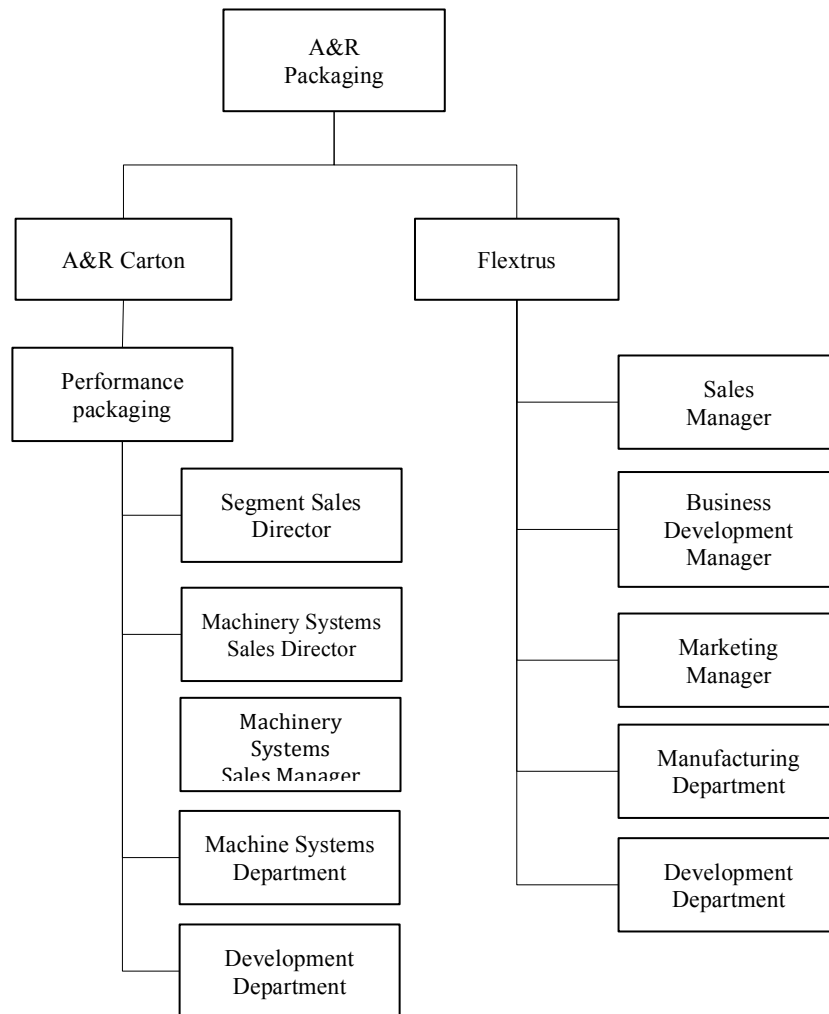 A&R
Packaging
A&R Carton
Flextrus
Performance
packaging
Segment Sales
Director
Machinery Systems
Sales Director
Machinery
Systems
Sales Manager
Machine Systems
Department
Development
Department
Sales
Manager
Business
Development
Manager
Marketing
Manager
Manufacturing
Department
Development
Department